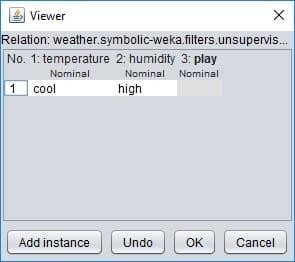 Viewer
Relation: weather.symbolic-weka.filters.unsupervis...
No. 1: temperature 2: humidity 3: play
Nominal Nominal Nominal
1 cool high
Add instance Undo OK Cancel